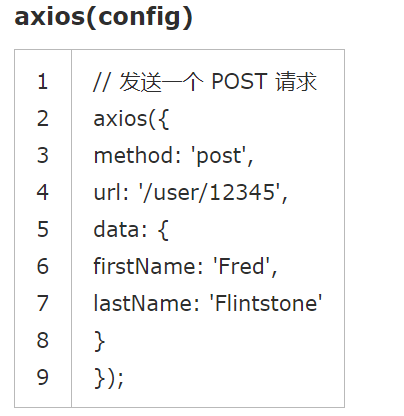 axios(config)
1 // 发送一个 POST 请求
2 axios({
3 method: 'post',
4 url: '/user/12345',
5 data: {
6 firstName: 'Fred',
7 lastName: 'Flintstone'
8 }
9 });